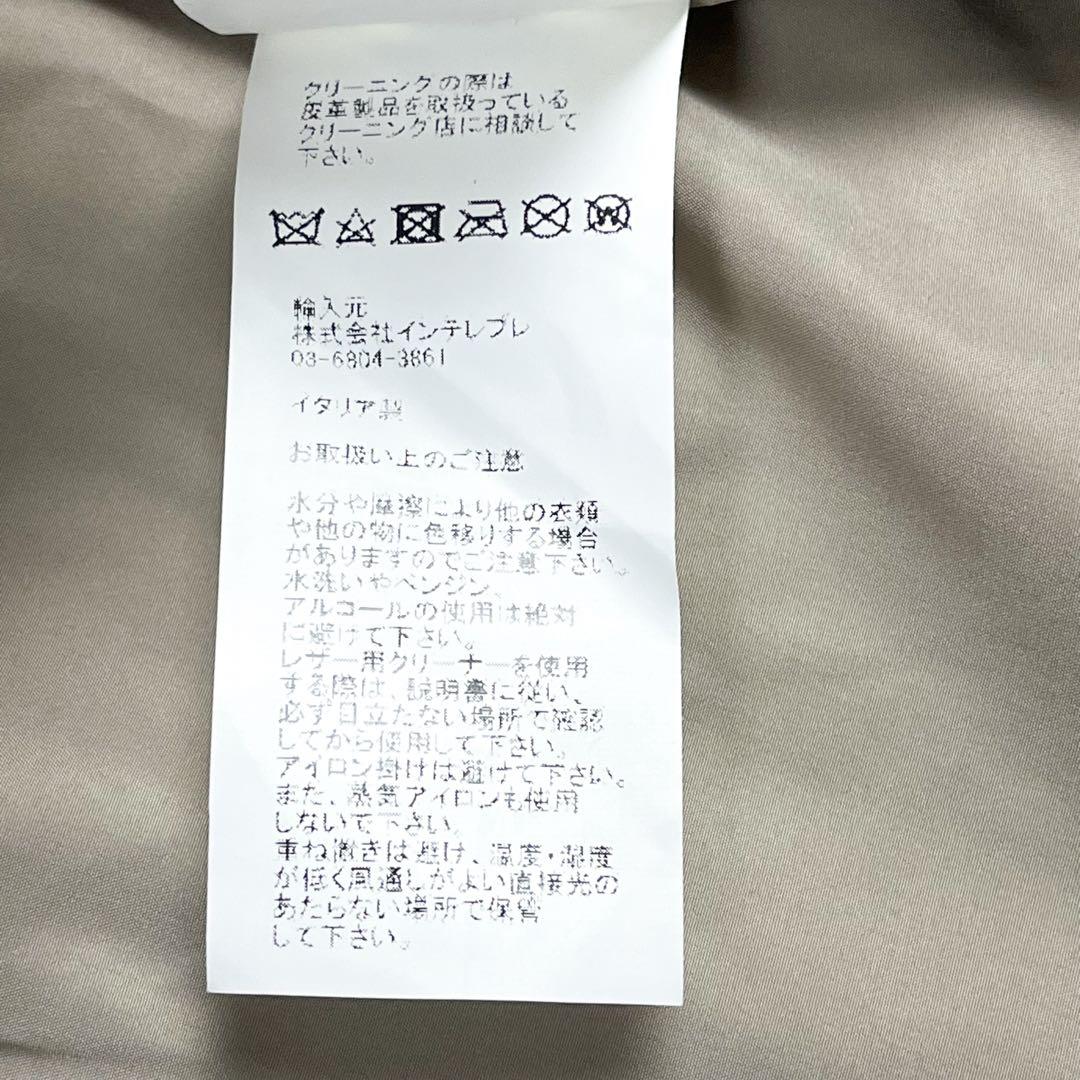 クリーニングの際は
皮革製品を取扱っている
クリーニング店に相談して
下さい。
W
輸入元
株式会社インテレプレ
03-6804-3861
イタリア製
お取扱い上のご注意
水分や摩擦により他の衣類
や他の物に色移りする場合
がありますのでご注意下さい。
水洗いやベンジン、
アルコールの使用は絶対
に避けて下さい。
レザー用クリーナーを使用
する際は、説明書に従い、
必ず目立たない場所で確認
してから使用して下さい。
アイロン掛けは避けて下さい。
また、蒸気アイロンも使用
しないで下さい。
重ね置きは避け、温度・湿度
が低く風通しがよい直接光の
あたらない場所で保管
して下さい。